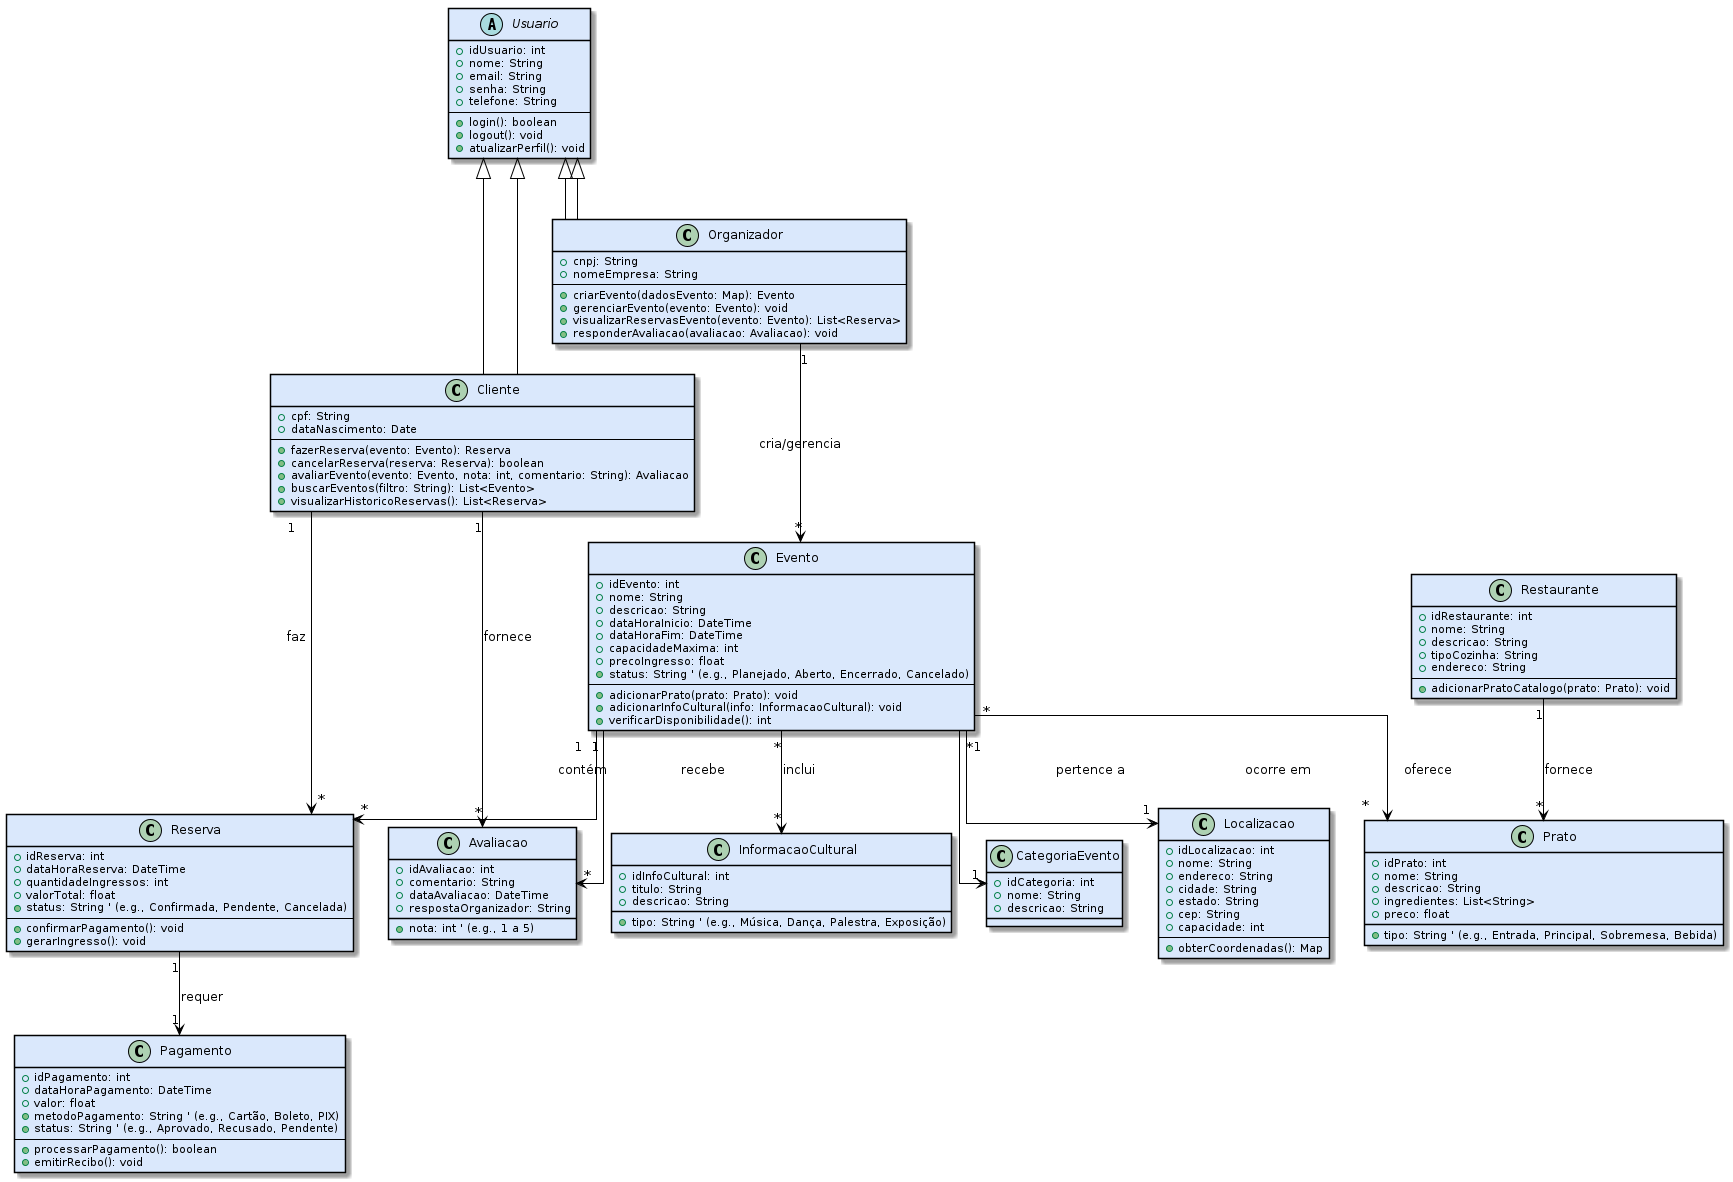 A Usuario
idUsuario: int
nome: String
email: String
senha: String
telefone: String
login(): boolean
logout(): void
atualizarPerfil(): void
C Organizador
cnpj: String
nomeEmpresa: String
criarEvento(dadosEvento: Map): Evento
gerenciarEvento(evento: Evento): void
visualizarReservasEvento(evento: Evento): List<Reserva>
responderAvaliacao(avaliacao: Avaliacao): void
1
cria/gerencia
*
C Cliente
cpf: String
dataNascimento: Date
fazerReserva(evento: Evento): Reserva
cancelarReserva(reserva: Reserva): boolean
avaliarEvento(evento: Evento, nota: int, comentario: String): Avaliacao
buscarEventos(filtro: String): List<Evento>
visualizarHistoricoReservas(): List<Reserva>
1
1
faz
fornece
*
*
C Evento
idEvento: int
nome: String
descricao: String
dataHoraInicio: DateTime
dataHoraFim: DateTime
capacidadeMaxima: int
precoIngresso: float
status: String ' (e.g., Planejado, Aberto, Encerrado, Cancelado)
adicionarPrato(prato: Prato): void
adicionarInfoCultural(info: InformacaoCultural): void
verificarDisponibilidade(): int
C Restaurante
idRestaurante: int
nome: String
descricao: String
tipoCozinha: String
endereco: String
adicionarPratoCatalogo(prato: Prato): void
*
1
1 1
*
*1
contém
recebe
inclui
pertence a
ocorre em
oferece
fornece
*
*
*
1
1
*
*
*
C Reserva
idReserva: int
dataHoraReserva: DateTime
quantidadeIngressos: int
valorTotal: float
status: String ' (e.g., Confirmada, Pendente, Cancelada)
confirmarPagamento(): void
gerarIngresso(): void
C Avaliacao
idAvaliacao: int
comentario: String
dataAvaliacao: DateTime
respostaOrganizador: String
nota: int ' (e.g., 1 a 5)
C InformacaoCultural
idInfoCultural: int
titulo: String
descricao: String
tipo: String ' (e.g., Música, Dança, Palestra, Exposição)
C CategoriaEvento
idCategoria: int
nome: String
descricao: String
C Localizacao
idLocalizacao: int
nome: String
endereco: String
cidade: String
estado: String
cep: String
capacidade: int
obterCoordenadas(): Map
C Prato
idPrato: int
nome: String
descricao: String
ingredientes: List<String>
preco: float
tipo: String ' (e.g., Entrada, Principal, Sobremesa, Bebida)
1
requer
1
C Pagamento
idPagamento: int
dataHoraPagamento: DateTime
valor: float
metodoPagamento: String ' (e.g., Cartão, Boleto, PIX)
status: String ' (e.g., Aprovado, Recusado, Pendente)
processarPagamento(): boolean
emitirRecibo(): void